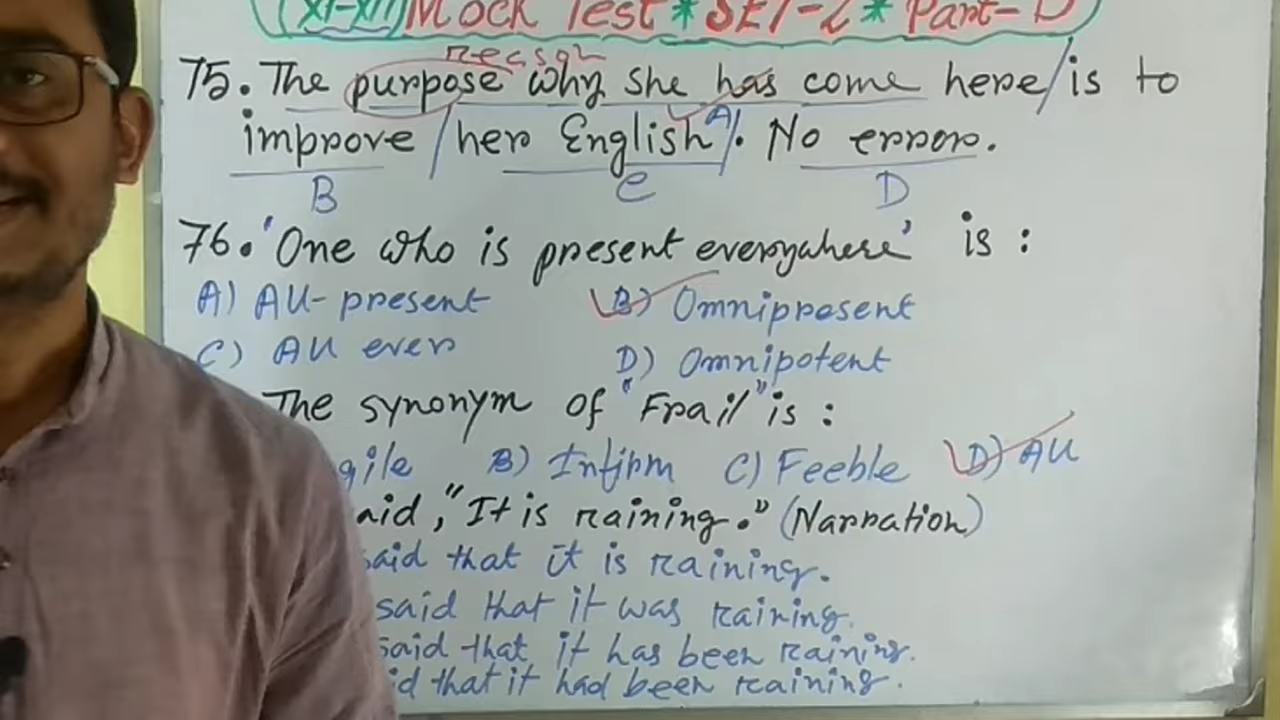 (XI-XII) Mock Test * SET-2 * Part-D
reason
75. The purpose why she has come here/is to
A
improve/her English/. No error.
B C D
76. 'One who is present everywhere' is :
A) All-present B) Omnipresent
C) All ever D) Omnipotent
The synonym of "Frail" is :
gile B) Infirm C) Feeble D) All
aid, "It is raining." (Narration)
said that it is raining.
said that it was raining.
said that it has been raining.
id that it had been raining.